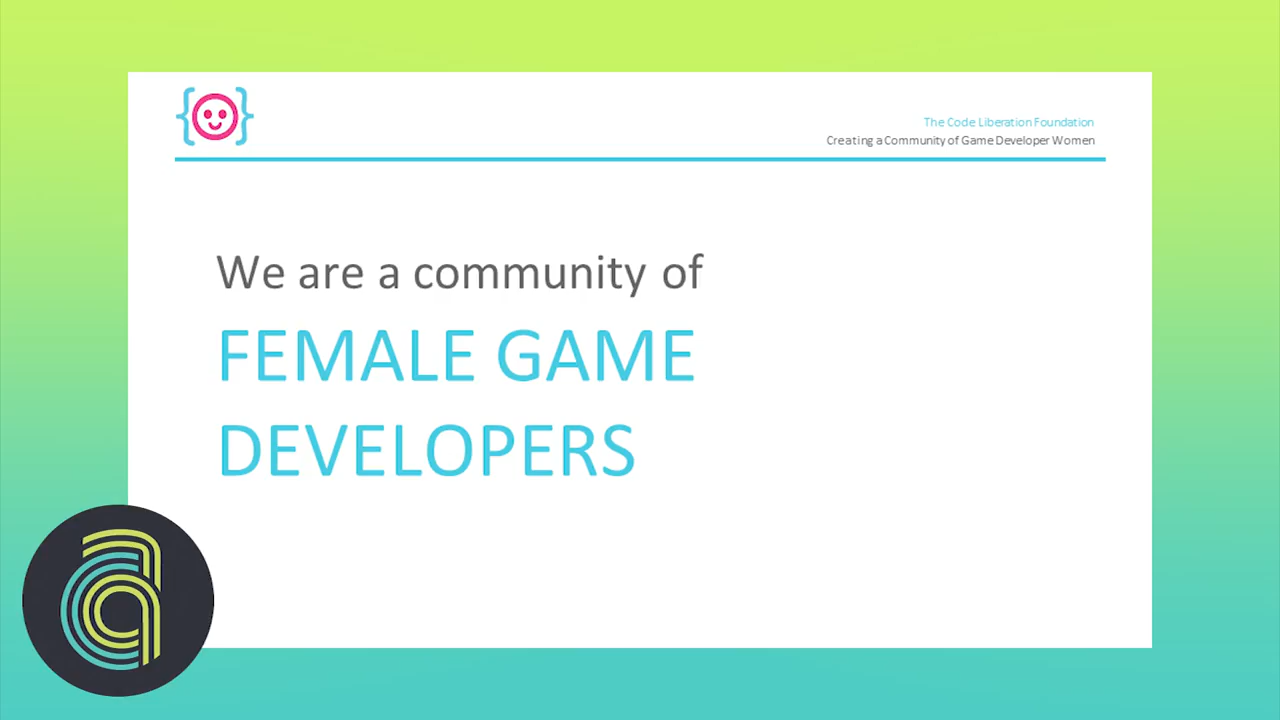 The Code Liberation Foundation
Creating a Community of Game Developer Women
We are a community of
FEMALE GAME
DEVELOPERS